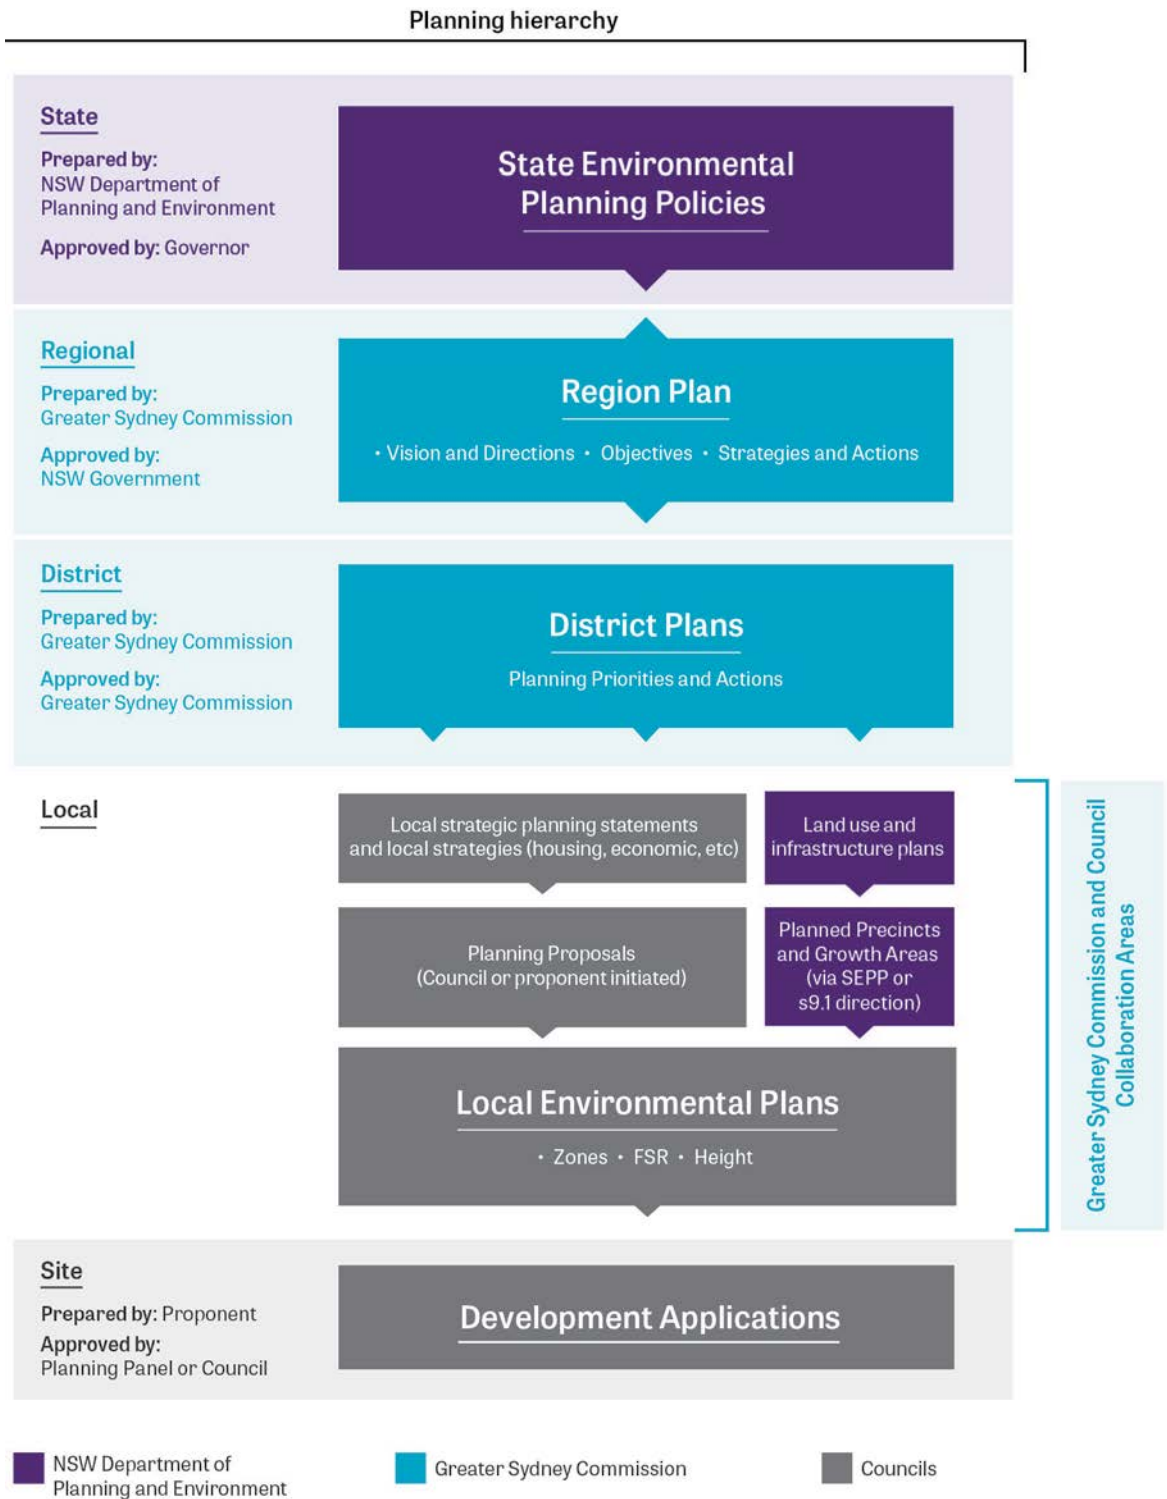 Planning hierarchy
State
Prepared by:
NSW Department of
Planning and Environment
Approved by: Governor
State Environmental
Planning Policies
Regional
Prepared by:
Greater Sydney Commission
Approved by:
NSW Government
Region Plan
• Vision and Directions • Objectives • Strategies and Actions
District
Prepared by:
Greater Sydney Commission
Approved by:
Greater Sydney Commission
District Plans
Planning Priorities and Actions
Local
Local strategic planning statements
and local strategies (housing, economic, etc)
Land use and
infrastructure plans
Planning Proposals
(Council or proponent initiated)
Planned Precincts
and Growth Areas
(via SEPP or
s9.1 direction)
Local Environmental Plans
• Zones • FSR • Height
Greater Sydney Commission and Council
Collaboration Areas
Site
Prepared by: Proponent
Approved by:
Planning Panel or Council
Development Applications
NSW Department of
Planning and Environment
Greater Sydney Commission
Councils